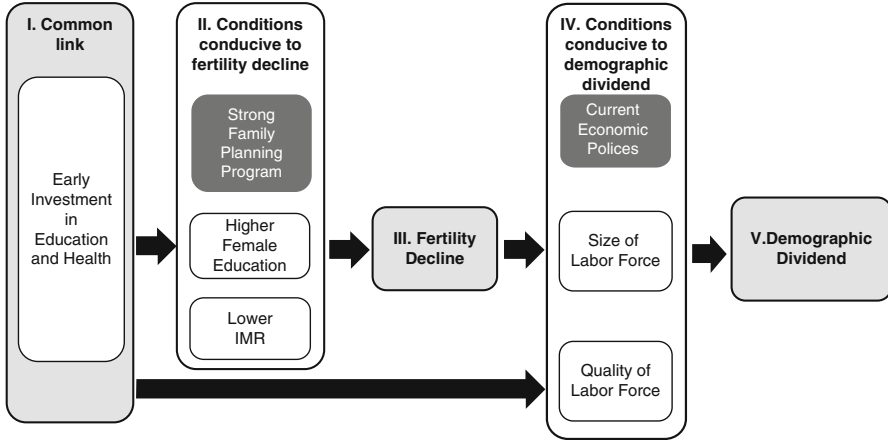 I. Common
link
Early
Investment
in
Education
and Health
II. Conditions
conducive to
fertility decline
Strong
Family
Planning
Program
Higher
Female
Education
Lower
IMR
III. Fertility
Decline
IV. Conditions
conducive to
demographic
dividend
Current
Economic
Polices
Size of
Labor Force
Quality of
Labor Force
V.Demographic
Dividend